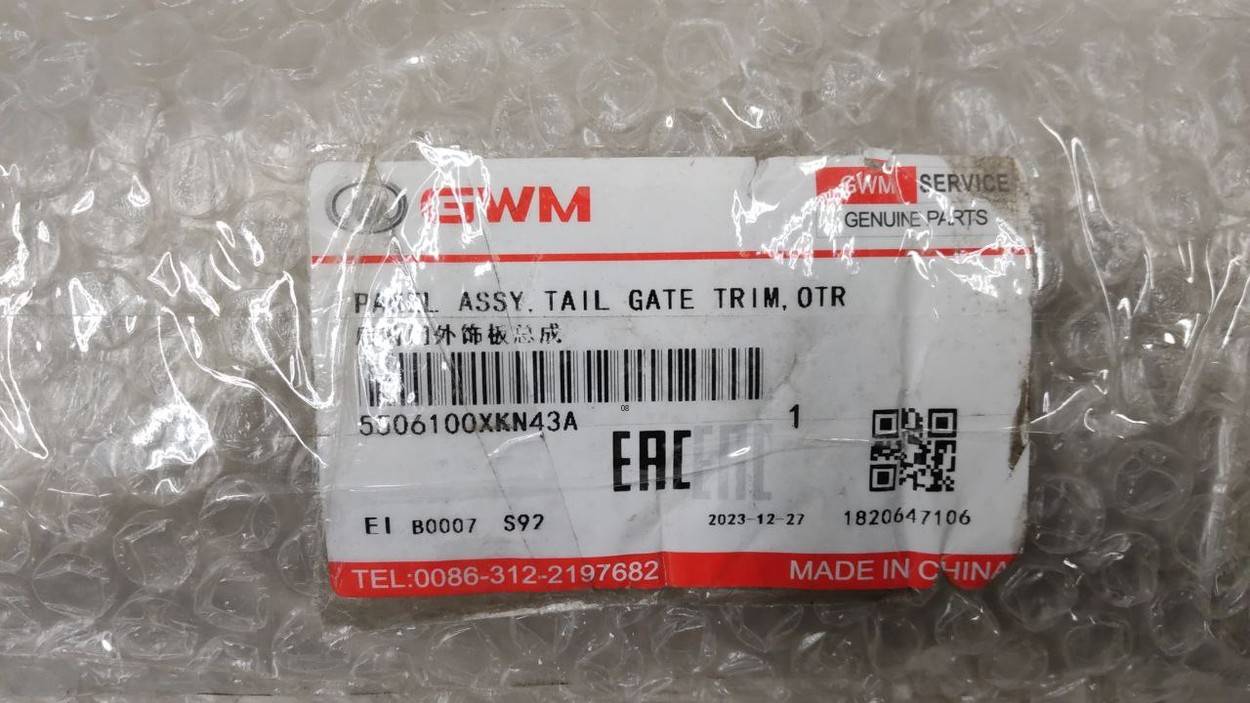 GWM
GWM SERVICE
GENUINE PARTS
PANEL ASSY, TAIL GATE TRIM, OTR
外饰板总成
5506100XKN43A
08
1
EAC
EI B0007 S92
2023-12-27
1820647106
TEL:0086-312-2197682
MADE IN CHINA